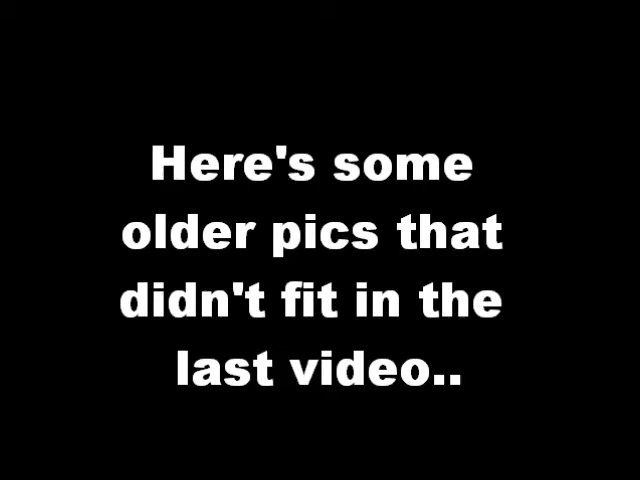 Here's some
older pics that
didn't fit in the
last video..